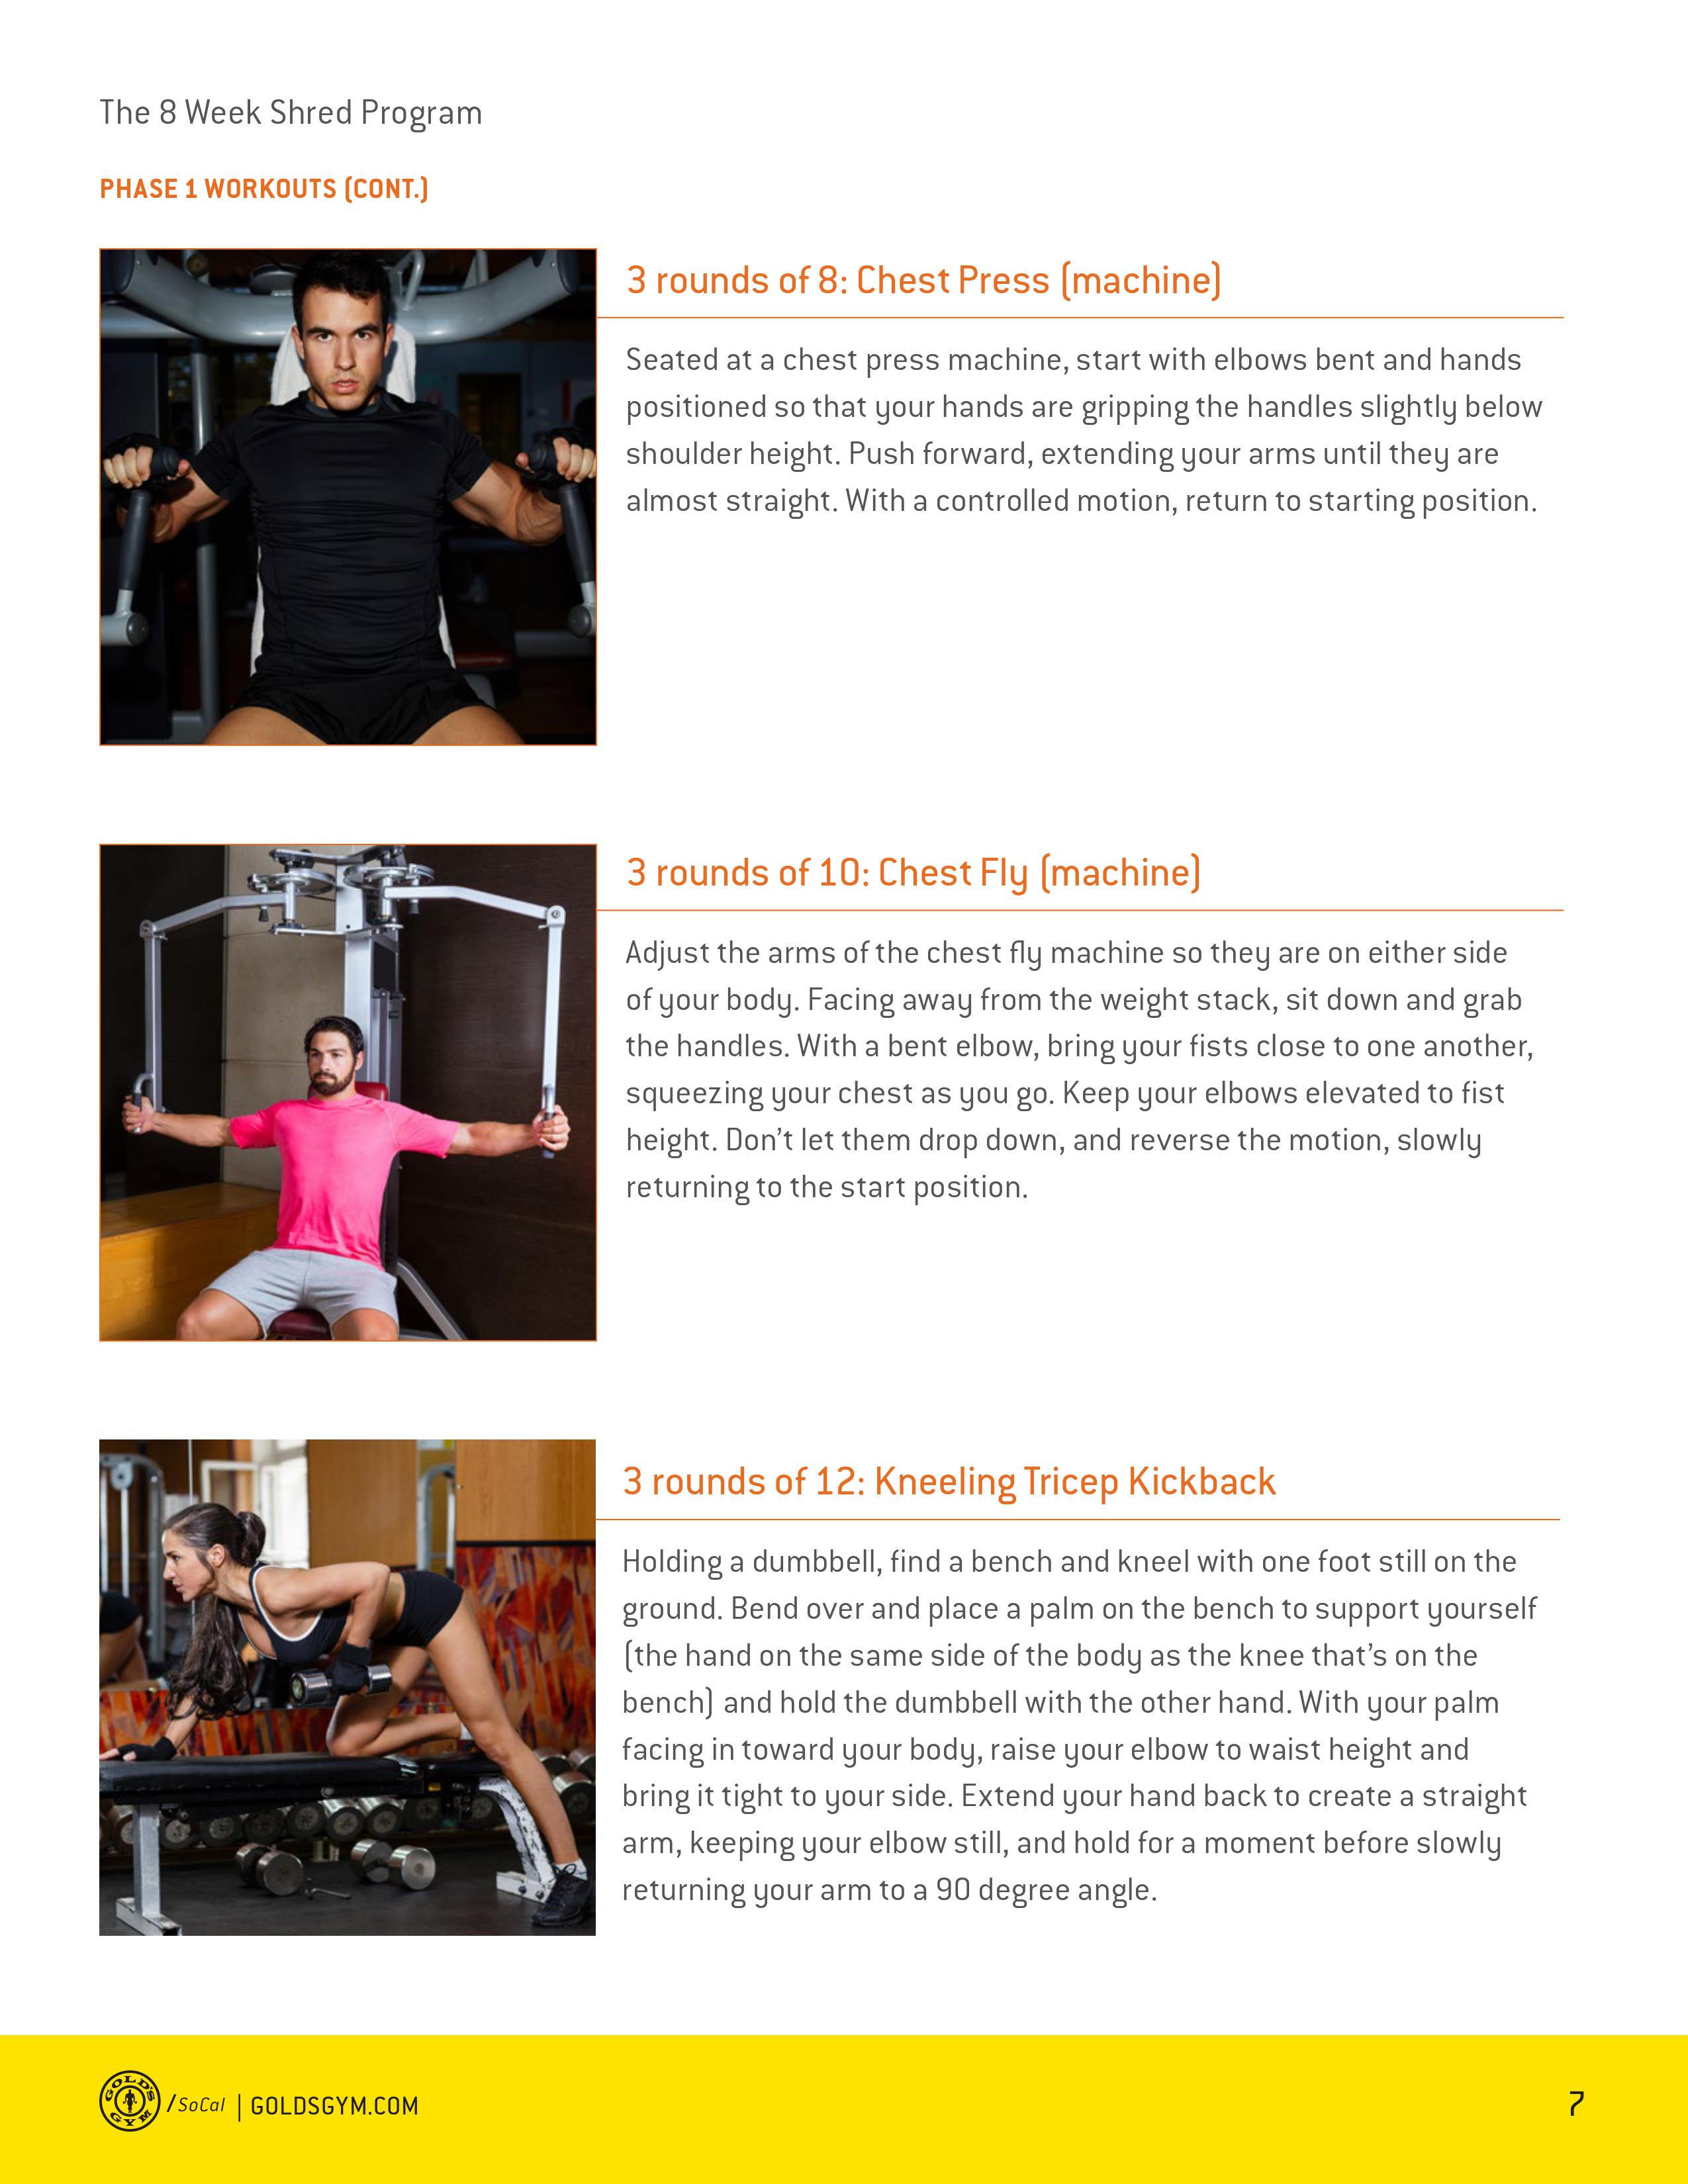 The 8 Week Shred Program
PHASE 1 WORKOUTS (CONT.)
3 rounds of 8: Chest Press (machine)
Seated at a chest press machine, start with elbows bent and hands
positioned so that your hands are gripping the handles slightly below
shoulder height. Push forward, extending your arms until they are
almost straight. With a controlled motion, return to starting position.
3 rounds of 10: Chest Fly (machine)
Adjust the arms of the chest fly machine so they are on either side
of your body. Facing away from the weight stack, sit down and grab
the handles. With a bent elbow, bring your fists close to one another,
squeezing your chest as you go. Keep your elbows elevated to fist
height. Don’t let them drop down, and reverse the motion, slowly
returning to the start position.
3 rounds of 12: Kneeling Tricep Kickback
Holding a dumbbell, find a bench and kneel with one foot still on the
ground. Bend over and place a palm on the bench to support yourself
(the hand on the same side of the body as the knee that’s on the
bench) and hold the dumbbell with the other hand. With your palm
facing in toward your body, raise your elbow to waist height and
bring it tight to your side. Extend your hand back to create a straight
arm, keeping your elbow still, and hold for a moment before slowly
returning your arm to a 90 degree angle.
GOLD'S GYM /SoCal | GOLDSGYM.COM
7